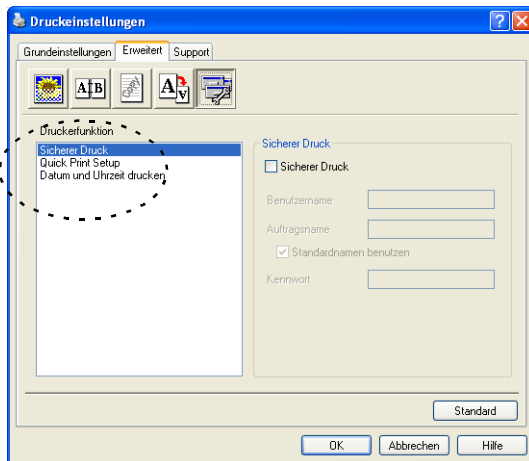 Druckeinstellungen
Grundeinstellungen Erweitert Support
A B
Copy
A A
Druckerfunktion
Sicherer Druck
Quick Print Setup
Datum und Uhrzeit drucken
Sicherer Druck
Sicherer Druck
Benutzername
Auftragsname
Standardnamen benutzen
Kennwort
Standard
OK Abbrechen Hilfe